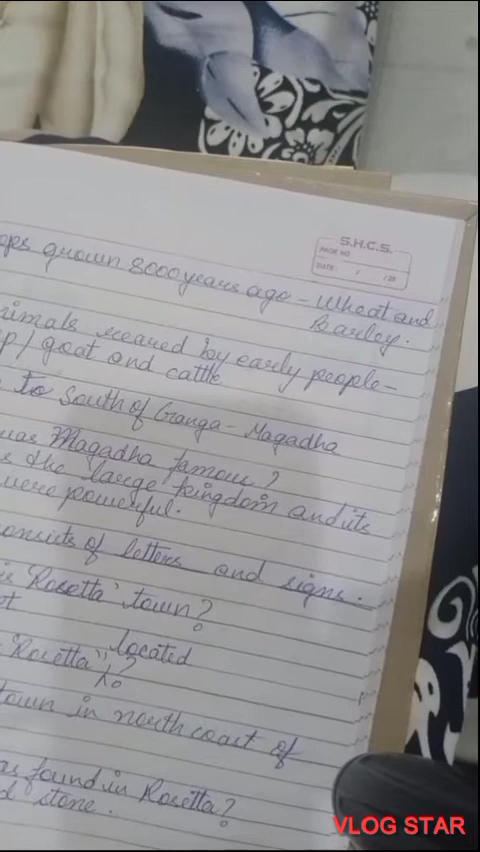 S.H.C.S.
PAGE NO
DATE: / /20
ops grown 8000 years ago - Wheat and
Barley.
nimals reared by early people -
p/goat and cattle
to South of Ganga - Magadha
was Magadha famous?
s the large kingdom and its
were powerful.
onsists of letters and signs.
is 'Rosetta' town?
pt
'Rosetta' located?
town in north coast of
as found in Rosetta?
d stone.
VLOG STAR